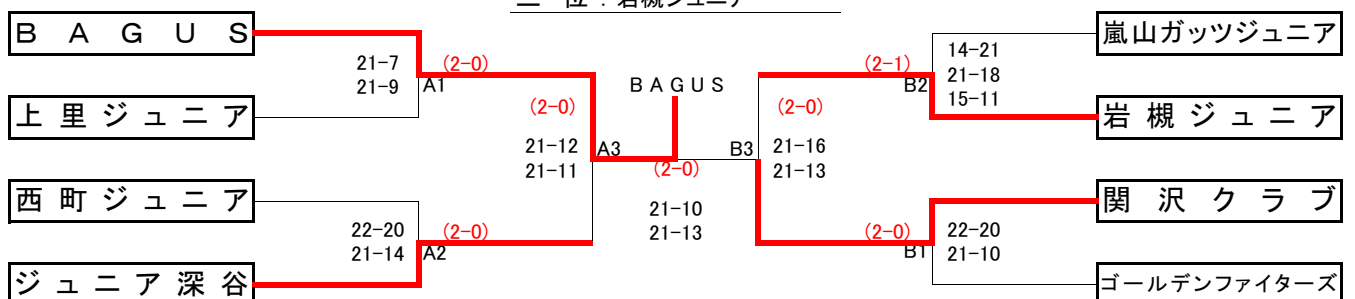 三 位 : 岩槻ジュニア
ＢＡＧＵＳ
21-7
21-9
(2-0)
A1
上里ジュニア
西町ジュニア
22-20
21-14
(2-0)
A2
ジュニア深谷
(2-0)
21-12
21-11
A3
ＢＡＧＵＳ
(2-0)
21-10
21-13
B3
(2-0)
21-16
21-13
(2-1)
B2
14-21
21-18
15-11
嵐山ガッツジュニア
岩槻ジュニア
関沢クラブ
(2-0)
B1
22-20
21-10
ゴールデンファイターズ